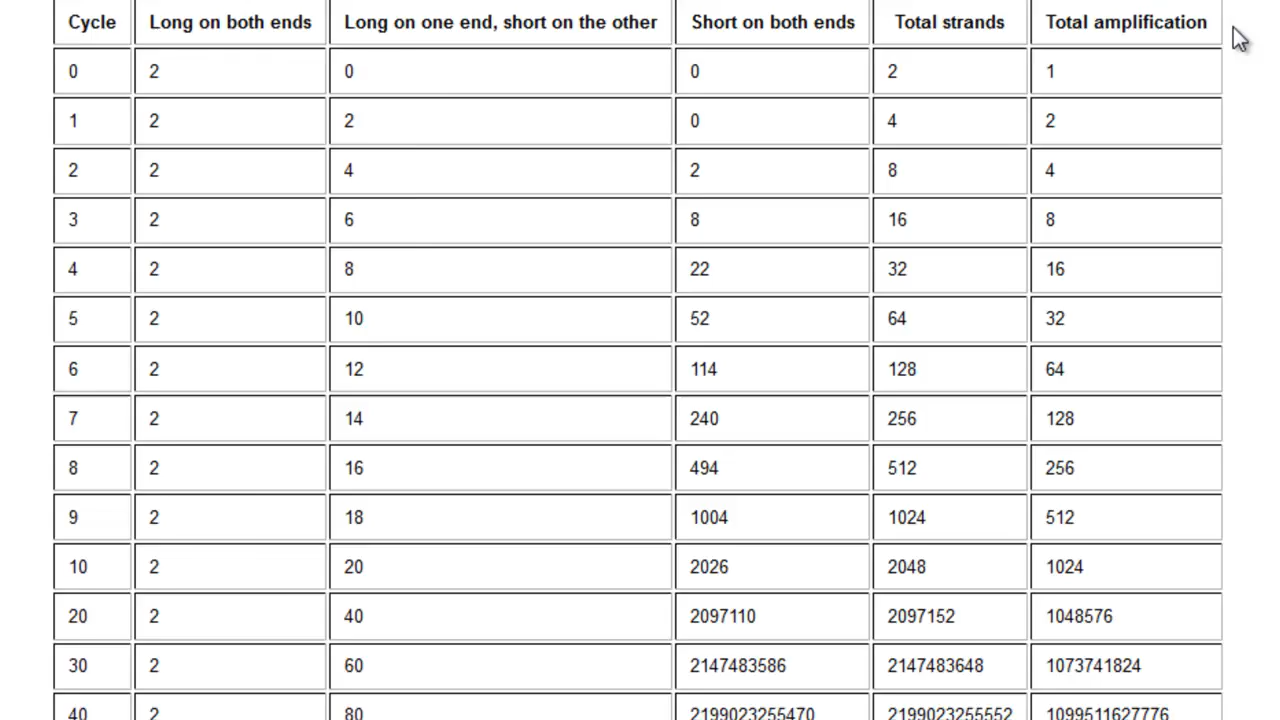 Cycle Long on both ends Long on one end, short on the other Short on both ends Total strands Total amplification
0 2 0 0 2 1
1 2 2 0 4 2
2 2 4 2 8 4
3 2 6 8 16 8
4 2 8 22 32 16
5 2 10 52 64 32
6 2 12 114 128 64
7 2 14 240 256 128
8 2 16 494 512 256
9 2 18 1004 1024 512
10 2 20 2026 2048 1024
20 2 40 2097110 2097152 1048576
30 2 60 2147483586 2147483648 1073741824
40 2 80 2199023255470 2199023255552 1099511627776